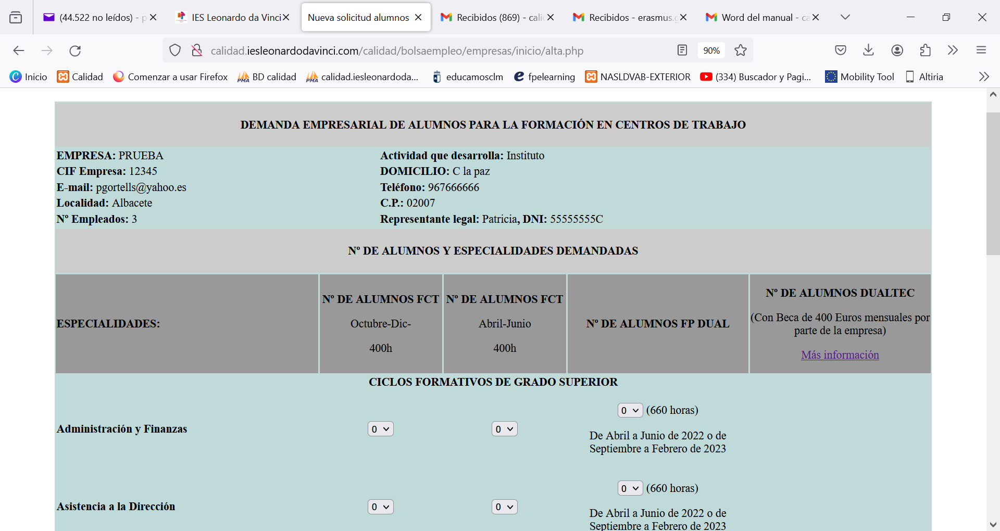 (44.522 no leídos) - p
IES Leonardo da Vinci
Nueva solicitud alumnos
Recibidos (869) - calic
Recibidos - erasmus.g
Word del manual - ca
calidad.iesleonardodavinci.com/calidad/bolsaempleo/empresas/inicio/alta.php
90%
Inicio
Calidad
Comenzar a usar Firefox
BD calidad
calidad.iesleonardoda...
educamosclm
fpelearning
NASLDVAB-EXTERIOR
(334) Buscador y Pagi...
Mobility Tool
Altiria
DEMANDA EMPRESARIAL DE ALUMNOS PARA LA FORMACIÓN EN CENTROS DE TRABAJO
EMPRESA: PRUEBA
Actividad que desarrolla: Instituto
CIF Empresa: 12345
DOMICILIO: C la paz
E-mail: pgortells@yahoo.es
Teléfono: 967666666
Localidad: Albacete
C.P.: 02007
Nº Empleados: 3
Representante legal: Patricia, DNI: 55555555C
Nº DE ALUMNOS Y ESPECIALIDADES DEMANDADAS
ESPECIALIDADES:
Nº DE ALUMNOS FCT
Octubre-Dic-
400h
Nº DE ALUMNOS FCT
Abril-Junio
400h
Nº DE ALUMNOS FP DUAL
Nº DE ALUMNOS DUALTEC
(Con Beca de 400 Euros mensuales por
parte de la empresa)
Más información
CICLOS FORMATIVOS DE GRADO SUPERIOR
Administración y Finanzas
0
0
0 (660 horas)
De Abril a Junio de 2022 o de
Septiembre a Febrero de 2023
Asistencia a la Dirección
0
0
0 (660 horas)
De Abril a Junio de 2022 o de
Septiembre a Febrero de 2023